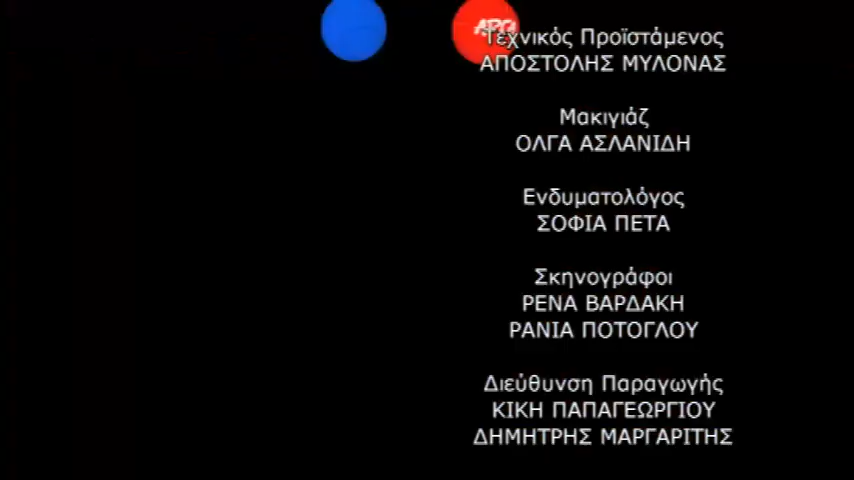 Τεχνικός Προϊστάμενος
ΑΠΟΣΤΟΛΗΣ ΜΥΛΩΝΑΣ
Μακιγιάζ
ΟΛΓΑ ΑΣΛΑΝΙΔΗ
Ενδυματολόγος
ΣΟΦΙΑ ΠΕΤΑ
Σκηνογράφοι
ΡΕΝΑ ΒΑΡΔΑΚΗ
ΡΑΝΙΑ ΠΟΤΟΓΛΟΥ
Διεύθυνση Παραγωγής
ΚΙΚΗ ΠΑΠΑΓΕΩΡΓΙΟΥ
ΔΗΜΗΤΡΗΣ ΜΑΡΓΑΡΙΤΗΣ